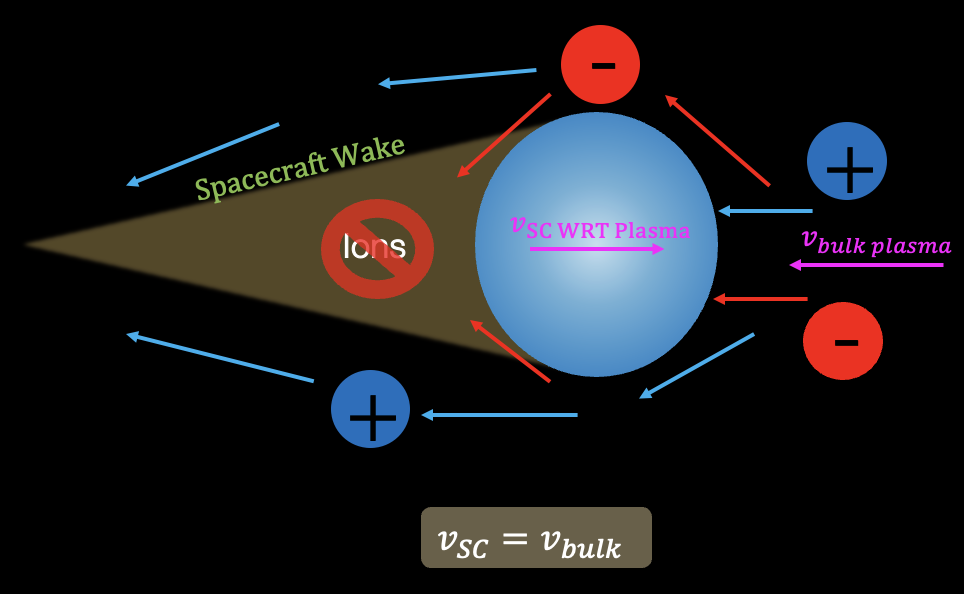 −
+
Spacecraft Wake
Ions
v_SC WRT Plasma
v_bulk plasma
−
+
v_SC = v_bulk